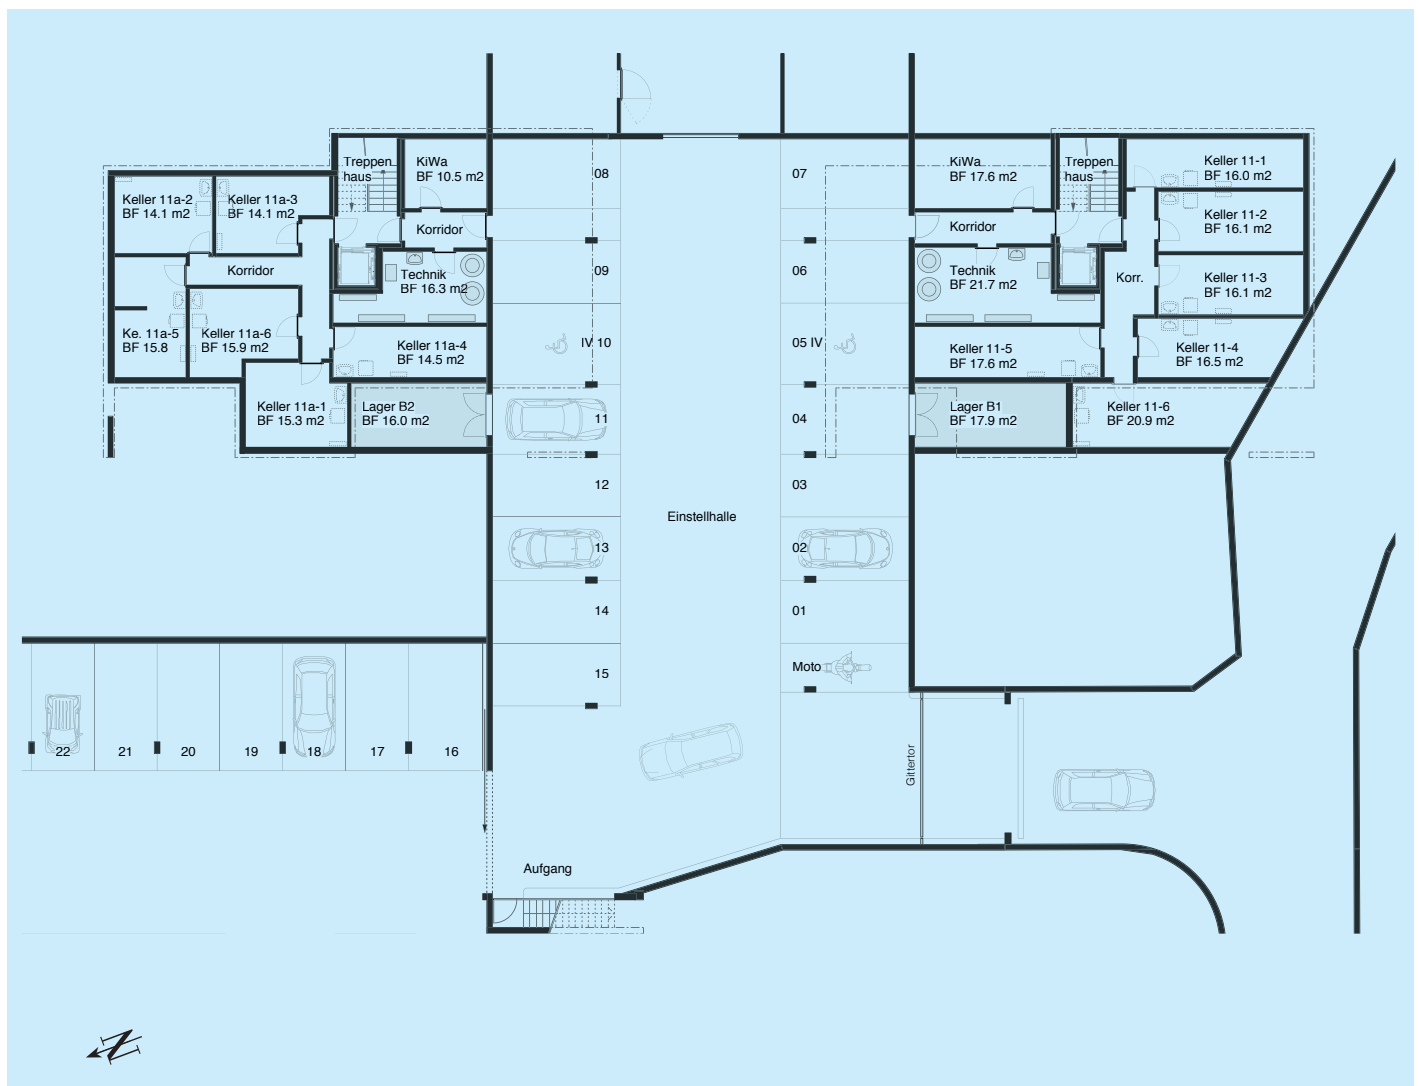 Treppen
haus
KiWa
BF 10.5 m2
08
07
KiWa
BF 17.6 m2
Treppen
haus
Keller 11-1
BF 16.0 m2
Keller 11a-2
BF 14.1 m2
Keller 11a-3
BF 14.1 m2
Korridor
Korridor
Keller 11-2
BF 16.1 m2
Korridor
Technik
BF 16.3 m2
09
06
Technik
BF 21.7 m2
Korr.
Keller 11-3
BF 16.1 m2
Ke. 11a-5
BF 15.8
Keller 11a-6
BF 15.9 m2
Keller 11a-4
BF 14.5 m2
IV 10
05 IV
Keller 11-5
BF 17.6 m2
Keller 11-4
BF 16.5 m2
Keller 11a-1
BF 15.3 m2
Lager B2
BF 16.0 m2
11
04
Lager B1
BF 17.9 m2
Keller 11-6
BF 20.9 m2
12
03
Einstellhalle
13
02
14
01
15
Moto
22
21
20
19
18
17
16
Gittertor
Aufgang
N